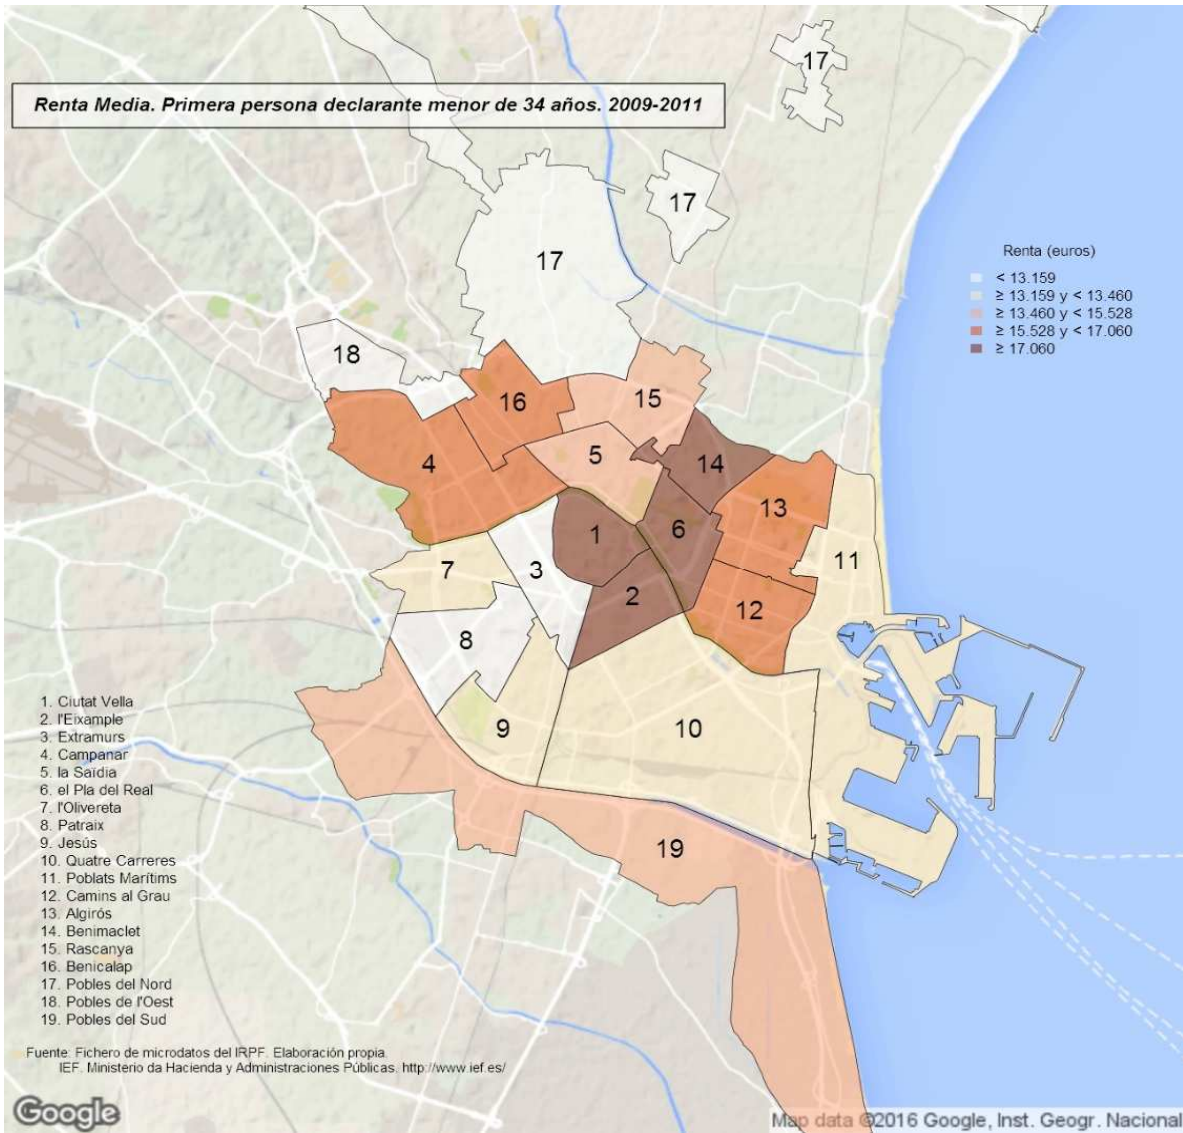 17
Renta Media. Primera persona declarante menor de 34 años. 2009-2011
17
17
Renta (euros)
< 13.159
≥ 13.159 y < 13.460
≥ 13.460 y < 15.528
≥ 15.528 y < 17.060
≥ 17.060
18
16
15
4
5
14
13
1
6
11
7
3
2
12
8
9
10
19
1. Ciutat Vella
2. l'Eixample
3. Extramurs
4. Campanar
5. la Saïdia
6. el Pla del Real
7. l'Olivereta
8. Patraix
9. Jesús
10. Quatre Carreres
11. Poblats Marítims
12. Camins al Grau
13. Algirós
14. Benimaclet
15. Rascanya
16. Benicalap
17. Pobles del Nord
18. Pobles de l'Oest
19. Pobles del Sud
Fuente: Fichero de microdatos del IRPF. Elaboración propia.
IEF. Ministerio da Hacienda y Administraciones Públicas. http://www.ief.es/
Google
Map data ©2016 Google, Inst. Geogr. Nacional